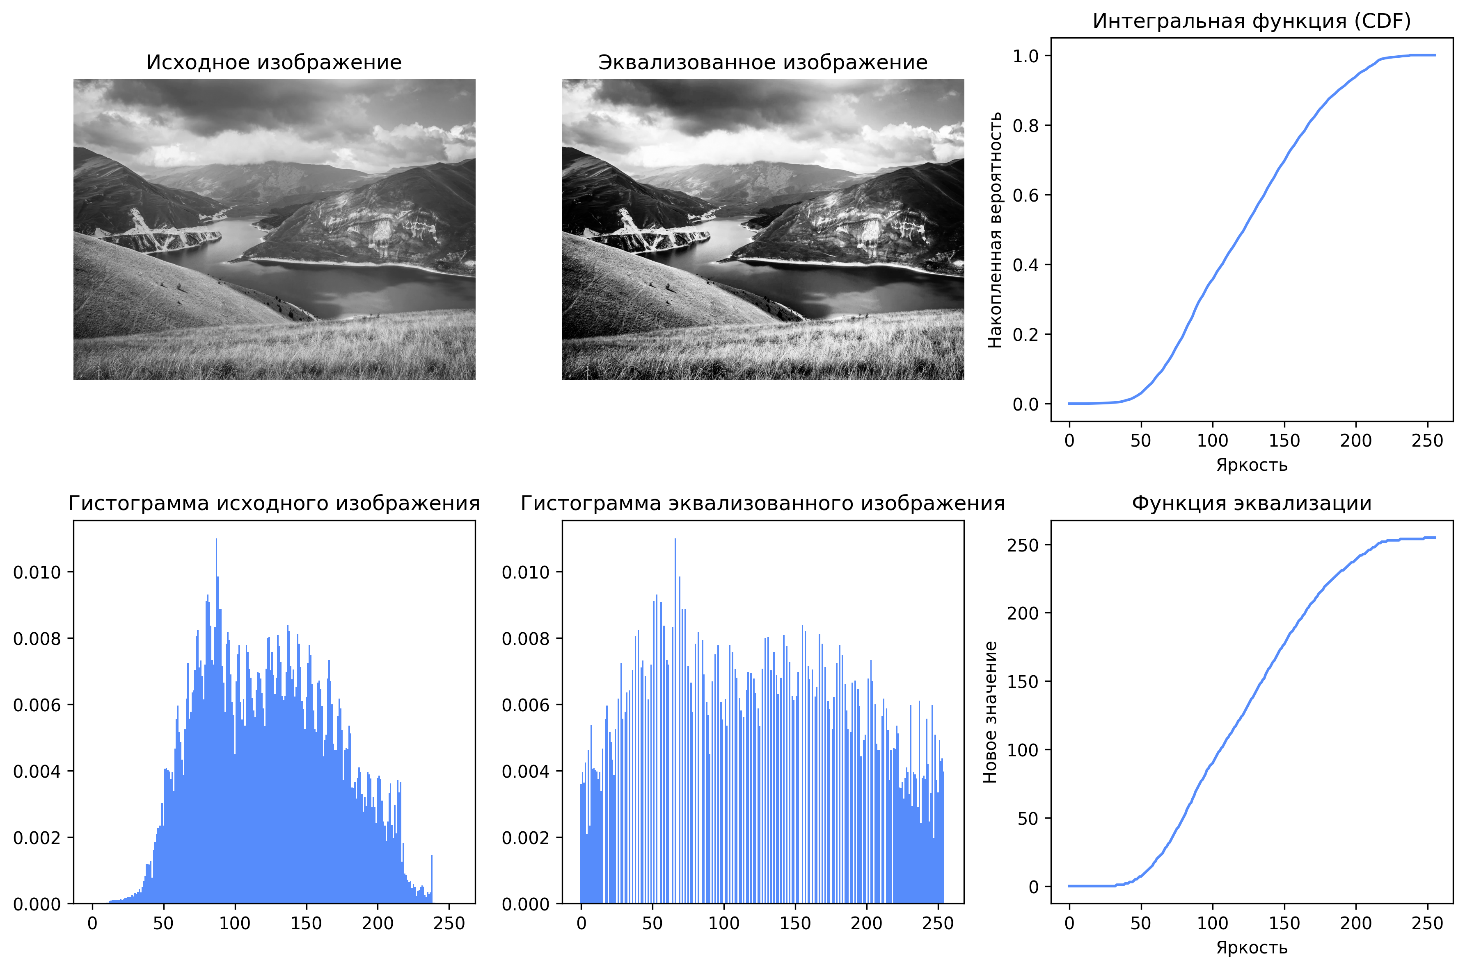 Исходное изображение
Эквализованное изображение
Интегральная функция (CDF)
Накопленная вероятность
1.0
0.8
0.6
0.4
0.2
0.0
0 50 100 150 200 250
Яркость
Гистограмма исходного изображения
0.010
0.008
0.006
0.004
0.002
0.000
0 50 100 150 200 250
Гистограмма эквализованного изображения
0.010
0.008
0.006
0.004
0.002
0.000
0 50 100 150 200 250
Функция эквализации
Новое значение
250
200
150
100
50
0
0 50 100 150 200 250
Яркость